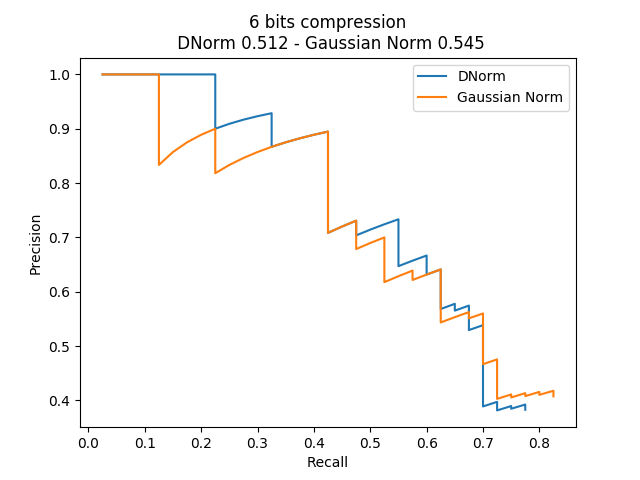 6 bits compression
DNorm 0.512 - Gaussian Norm 0.545
DNorm
Gaussian Norm
1.0
0.9
0.8
0.7
0.6
0.5
0.4
Precision
0.0 0.1 0.2 0.3 0.4 0.5 0.6 0.7 0.8
Recall